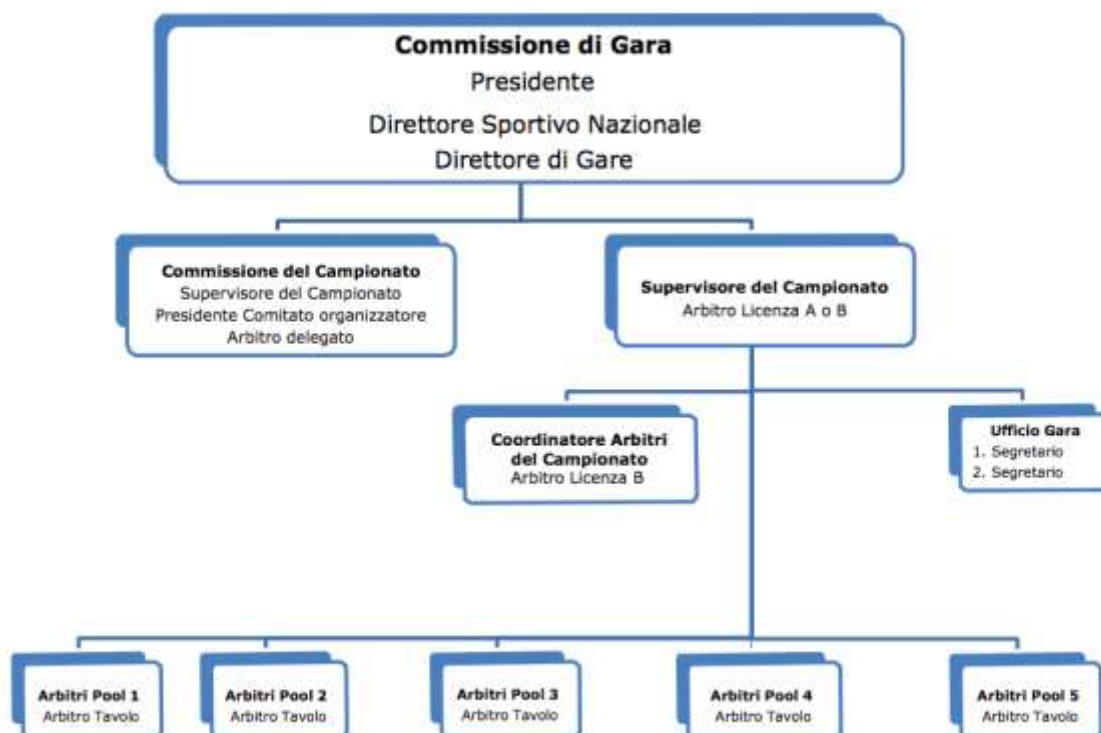 Commissione di Gara
Presidente
Direttore Sportivo Nazionale
Direttore di Gare
Commissione del Campionato
Supervisore del Campionato
Presidente Comitato organizzatore
Arbitro delegato
Supervisore del Campionato
Arbitro Licenza A o B
Coordinatore Arbitri
del Campionato
Arbitro Licenza B
Ufficio Gara
1. Segretario
2. Segretario
Arbitri Pool 1
Arbitro Tavolo
Arbitri Pool 2
Arbitro Tavolo
Arbitri Pool 3
Arbitro Tavolo
Arbitri Pool 4
Arbitro Tavolo
Arbitri Pool 5
Arbitro Tavolo